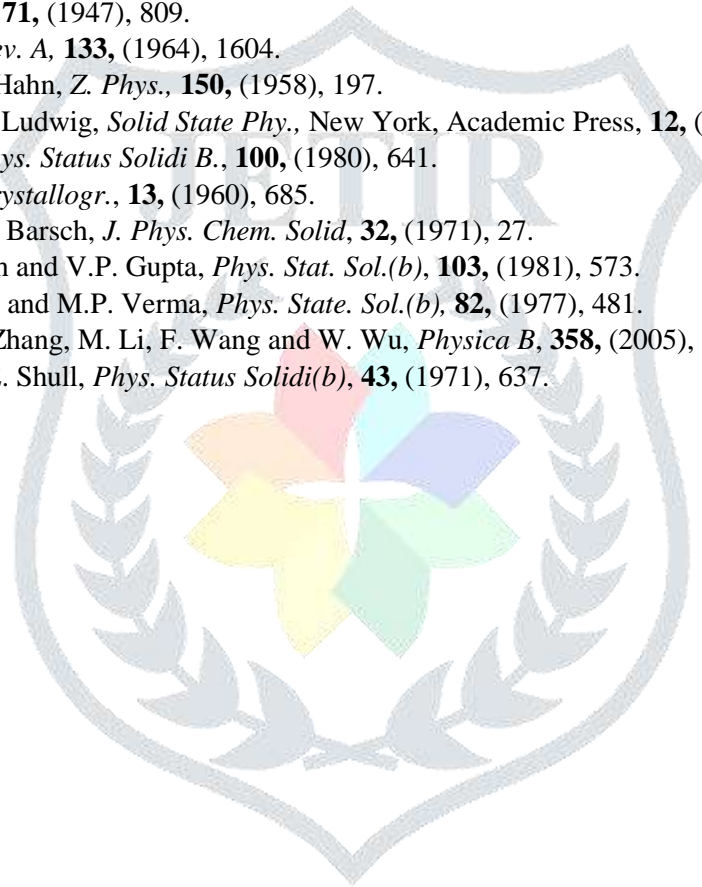 71, (1947), 809.
ev. A, 133, (1964), 1604.
Hahn, Z. Phys., 150, (1958), 197.
Ludwig, Solid State Phy., New York, Academic Press, 12, (
ys. Status Solidi B., 100, (1980), 641.
rystallogr., 13, (1960), 685.
Barsch, J. Phys. Chem. Solid, 32, (1971), 27.
n and V.P. Gupta, Phys. Stat. Sol.(b), 103, (1981), 573.
and M.P. Verma, Phys. State. Sol.(b), 82, (1977), 481.
Zhang, M. Li, F. Wang and W. Wu, Physica B, 358, (2005),
. Shull, Phys. Status Solidi(b), 43, (1971), 637.
JETIR